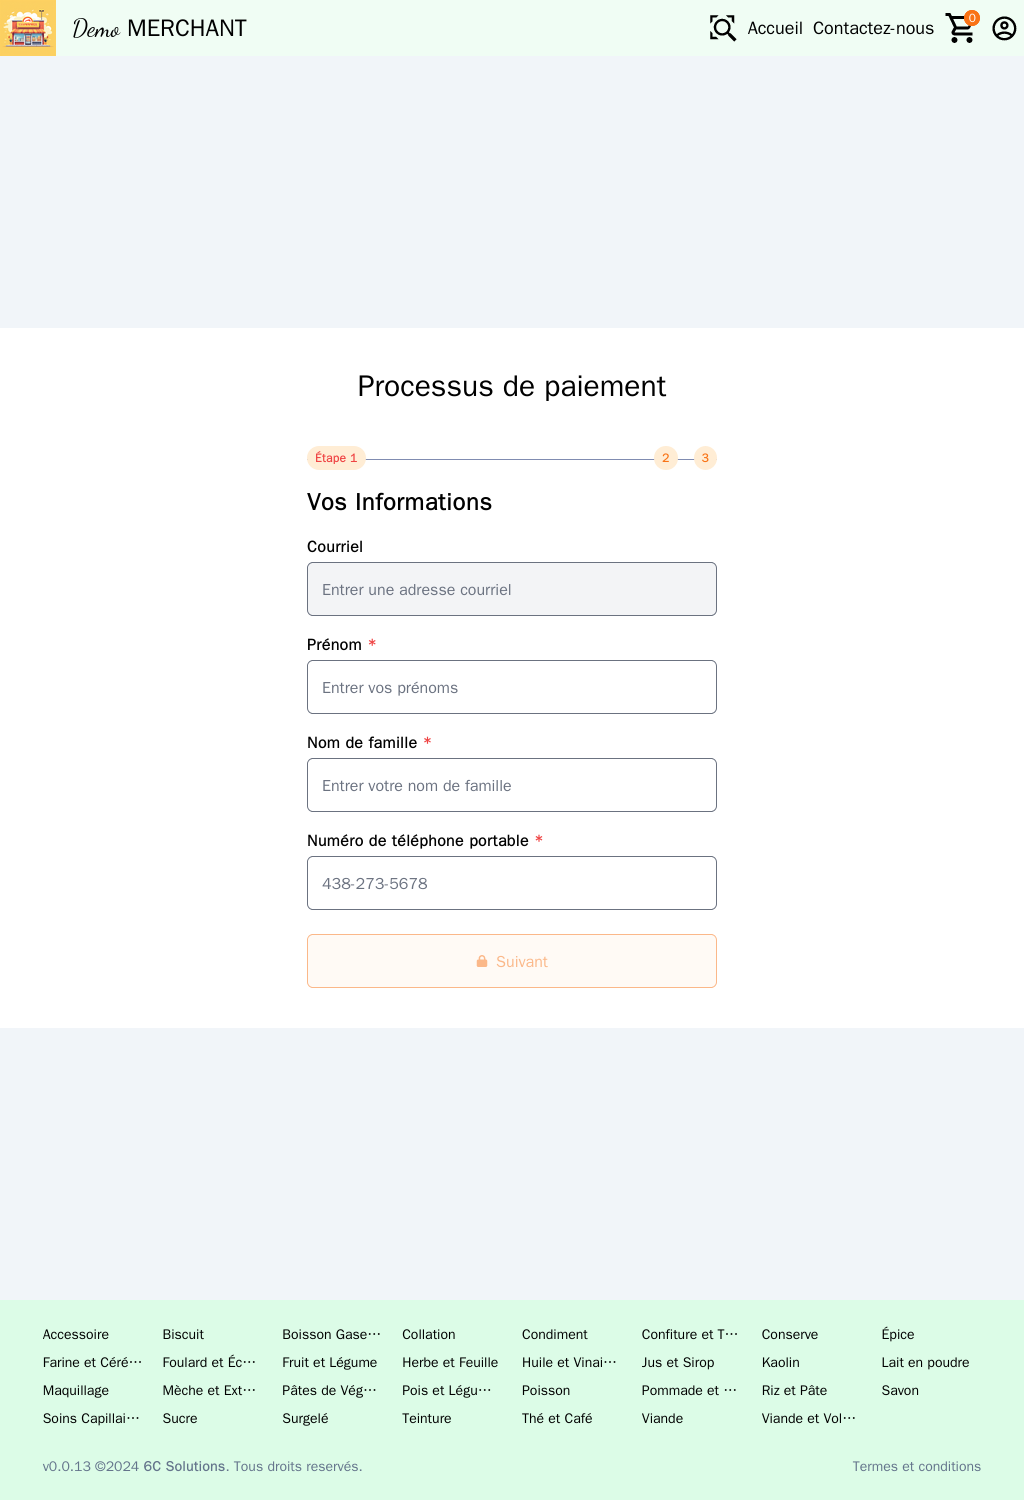 Demo MERCHANT
Accueil Contactez-nous 0
Processus de paiement
Étape 1 2 3
Vos Informations
Courriel
Entrer une adresse courriel
Prénom *
Entrer vos prénoms
Nom de famille *
Entrer votre nom de famille
Numéro de téléphone portable *
438-273-5678
Suivant
Accessoire Biscuit Boisson Gase… Collation Condiment Confiture et T… Conserve Épice
Farine et Céré… Foulard et Éc… Fruit et Légume Herbe et Feuille Huile et Vinai… Jus et Sirop Kaolin Lait en poudre
Maquillage Mèche et Ext… Pâtes de Vég… Pois et Légu… Poisson Pommade et … Riz et Pâte Savon
Soins Capillai… Sucre Surgelé Teinture Thé et Café Viande Viande et Vol…
v0.0.13 ©2024 6C Solutions. Tous droits reservés. Termes et conditions